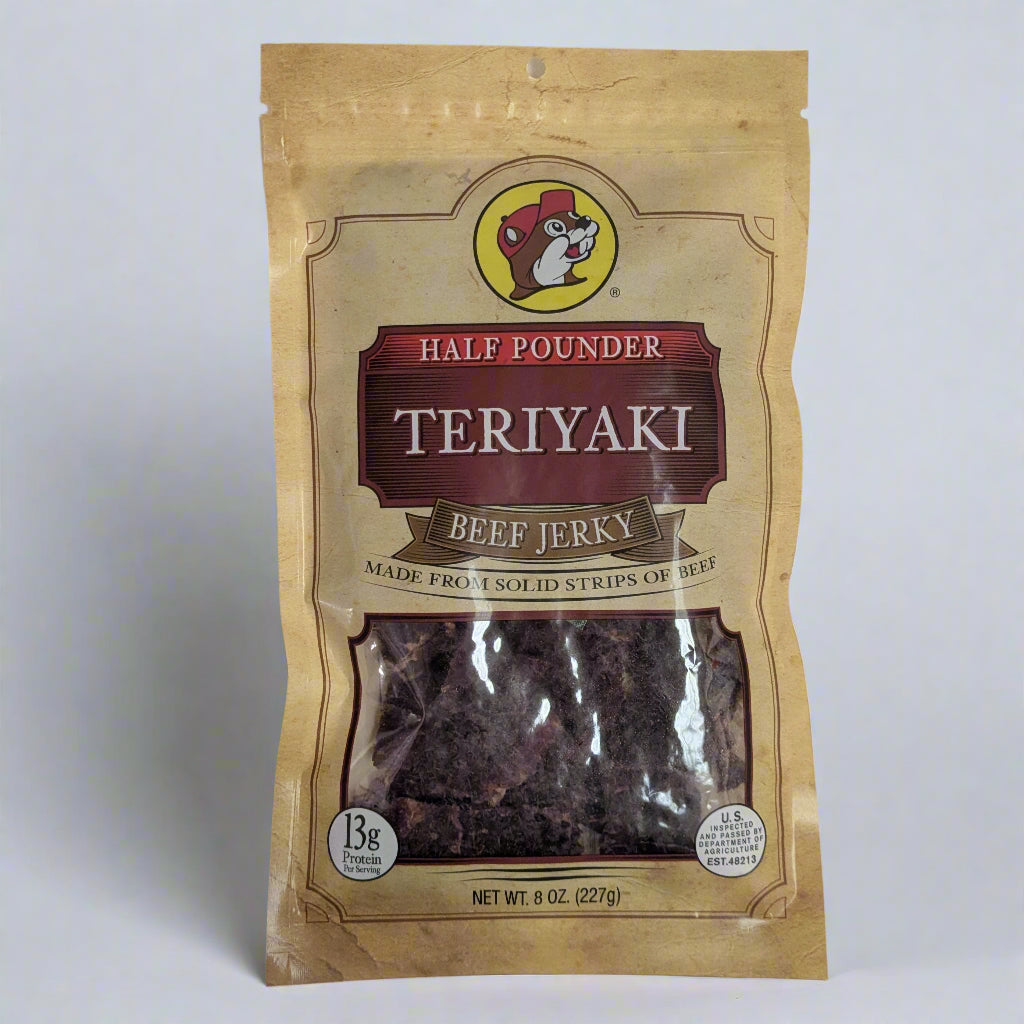 ®
HALF POUNDER
TERIYAKI
BEEF JERKY
MADE FROM SOLID STRIPS OF BEEF
13g
Protein
Per Serving
U.S.
INSPECTED
AND PASSED BY
DEPARTMENT OF
AGRICULTURE
EST.48213
NET WT. 8 OZ. (227g)